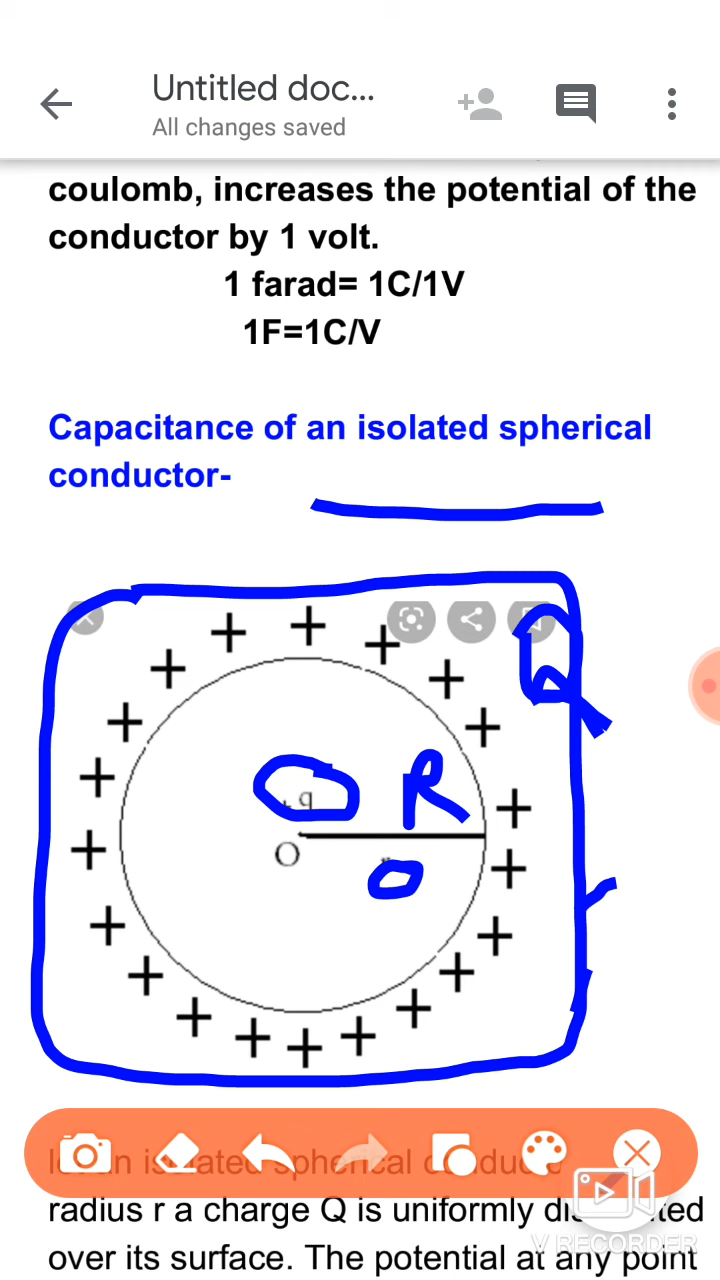 Untitled doc...
All changes saved
coulomb, increases the potential of the
conductor by 1 volt.
1 farad= 1C/1V
1F=1C/V
Capacitance of an isolated spherical
conductor-
Q
q R
O
radius r a charge Q is uniformly
over its surface. The potential at any point
V RECORDER